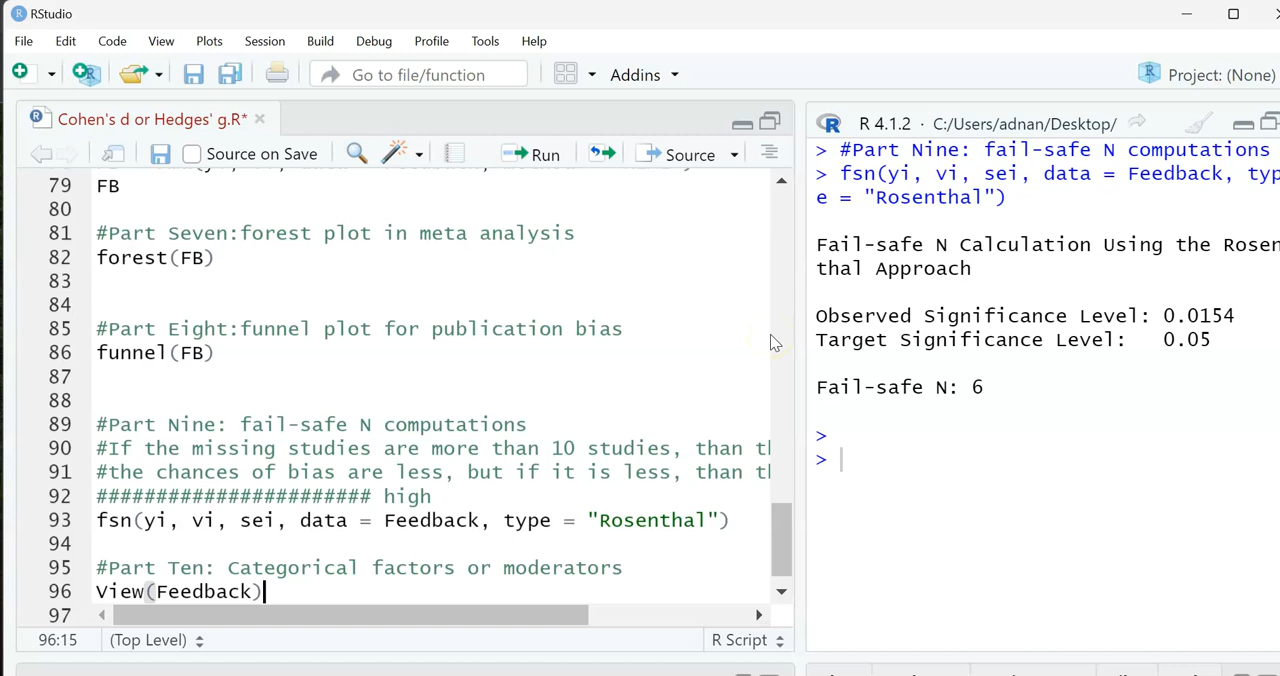 RStudio
File Edit Code View Plots Session Build Debug Profile Tools Help
Go to file/function Addins Project: (None)
Cohen's d or Hedges' g.R*
Source on Save Run Source
79 FB
80
81 #Part Seven:forest plot in meta analysis
82 forest(FB)
83
84
85 #Part Eight:funnel plot for publication bias
86 funnel(FB)
87
88
89 #Part Nine: fail-safe N computations
90 #If the missing studies are more than 10 studies, than
91 #the chances of bias are less, but if it is less, than
92 ####################### high
93 fsn(yi, vi, sei, data = Feedback, type = "Rosenthal")
94
95 #Part Ten: Categorical factors or moderators
96 View(Feedback)
97
96:15 (Top Level) R Script
R 4.1.2 · C:/Users/adnan/Desktop/
> #Part Nine: fail-safe N computations
> fsn(yi, vi, sei, data = Feedback, typ
e = "Rosenthal")
Fail-safe N Calculation Using the Rosen
thal Approach
Observed Significance Level: 0.0154
Target Significance Level: 0.05
Fail-safe N: 6
>
>